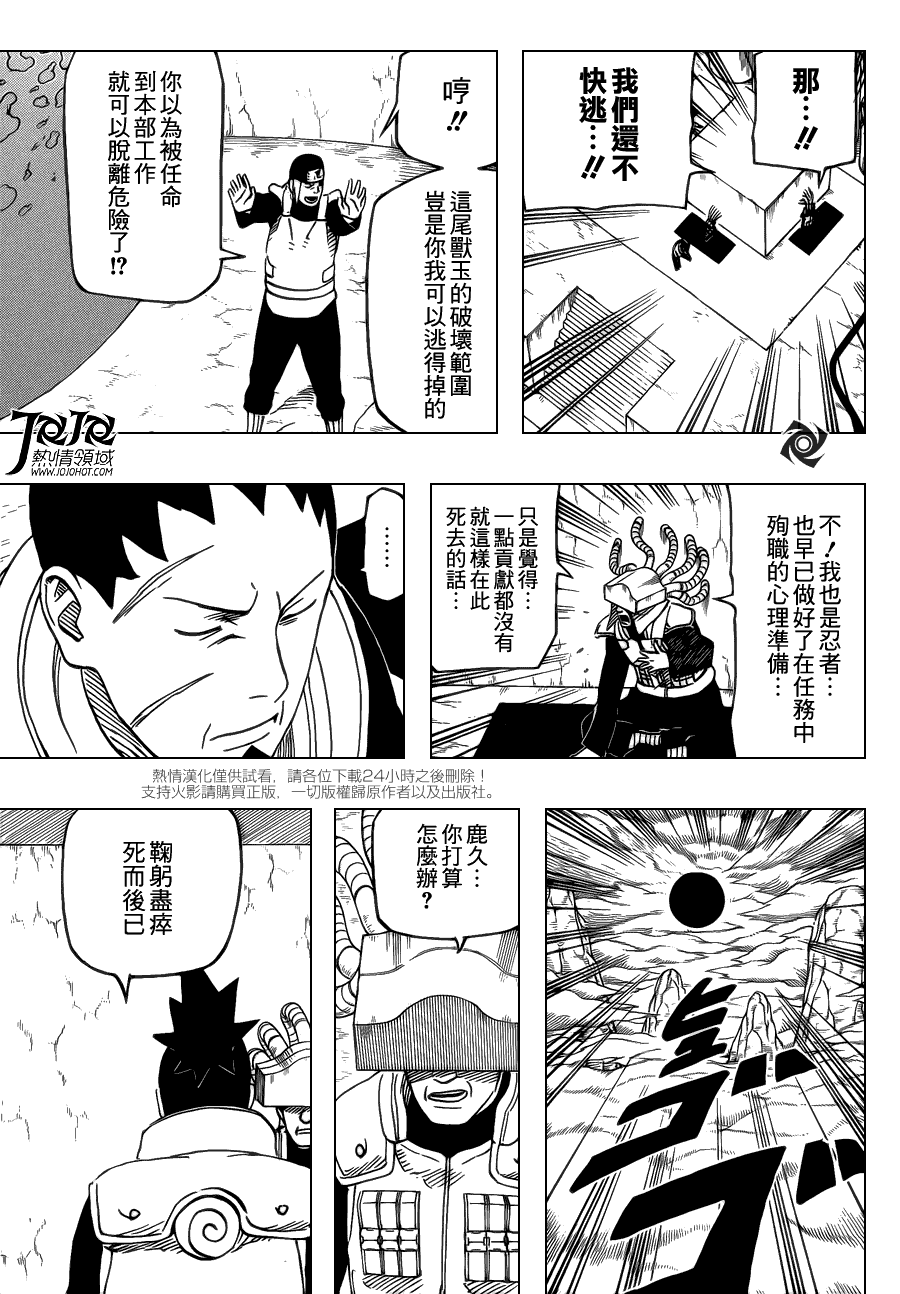 那…!!
我們還不
快逃…!!
哼!!
這尾獸玉的破壞範圍
豈是你我可以逃得掉的
你以為被任命
到本部工作
就可以脫離危險了!?
JOJO
熱情領域
WWW.JOJOHOT.COM
不!我也是忍者…
也早已做好了在任務中
殉職的心理準備…
只是覺得…
一點貢獻都沒有
就這樣在此
死去的話…
……
熱情漢化僅供試看，請各位下載24小時之後刪除！
支持火影請購買正版，一切版權歸原作者以及出版社。
ヒュゴゴ
鹿久…
你打算
怎麼辦?
鞠躬盡瘁
死而後已